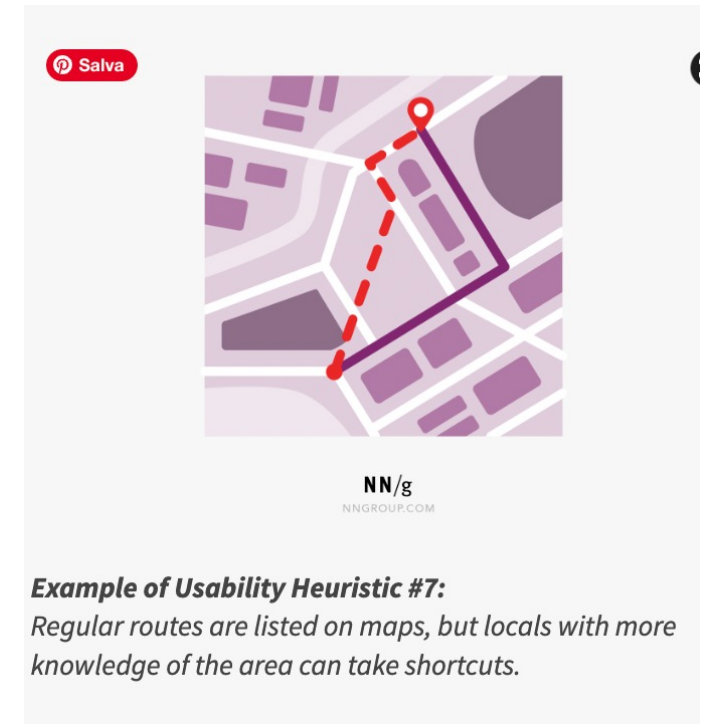 Salva
NN/g
NNGROUP.COM
Example of Usability Heuristic #7:
Regular routes are listed on maps, but locals with more
knowledge of the area can take shortcuts.